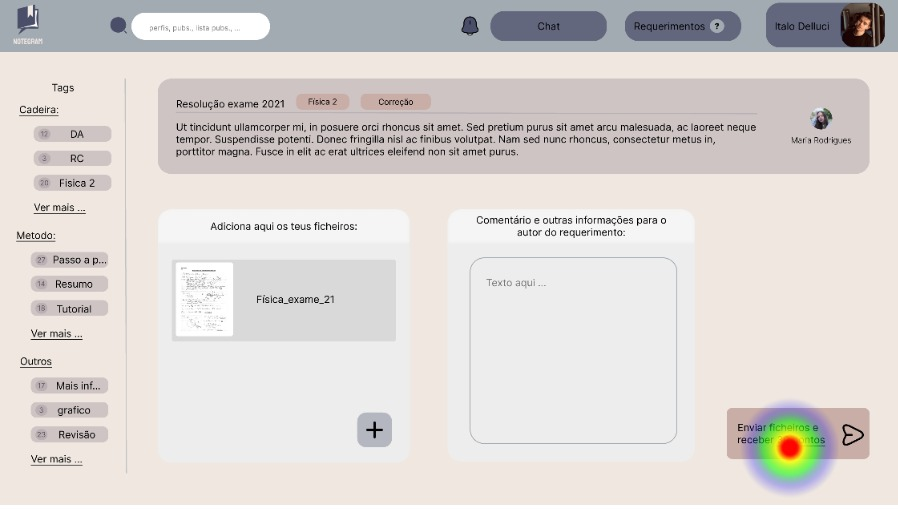 NOTEGRAM
perfis, pubs., lista pubs., ...
Chat
Requerimentos ?
Italo Delluci
Tags
Cadeira:
12 DA
3 RC
20 Física 2
Ver mais ...
Metodo:
27 Passo a p...
14 Resumo
18 Tutorial
Ver mais ...
Outros
17 Mais inf...
3 grafico
23 Revisão
Ver mais ...
Resolução exame 2021 Física 2 Correção
Ut tincidunt ullamcorper mi, in posuere orci rhoncus sit amet. Sed pretium purus sit amet arcu malesuada, ac laoreet neque
tempor. Suspendisse potenti. Donec fringilla nisl ac finibus volutpat. Nam sed nunc rhoncus, consectetur metus in,
porttitor magna. Fusce in elit ac erat ultrices eleifend non sit amet purus.
Maria Rodrigues
Adiciona aqui os teus ficheiros:
Física_exame_21
Comentário e outras informações para o
autor do requerimento:
Texto aqui ...
Enviar ficheiros e
receber